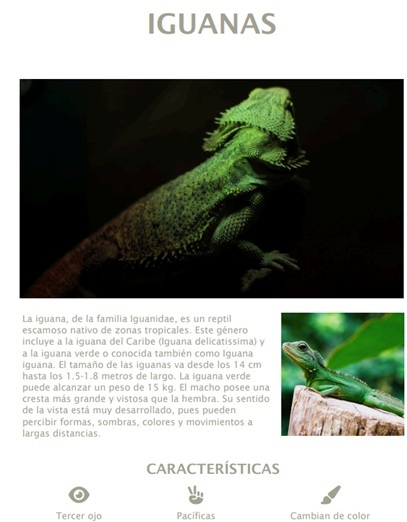 IGUANAS
La iguana, de la familia Iguanidae, es un reptil
escamoso nativo de zonas tropicales. Este género
incluye a la iguana del Caribe (Iguana delicatissima) y
a la iguana verde o conocida también como Iguana
iguana. El tamaño de las iguanas va desde los 14 cm
hasta los 1.5-1.8 metros de largo. La iguana verde
puede alcanzar un peso de 15 kg. El macho posee una
cresta más grande y vistosa que la hembra. Su sentido
de la vista está muy desarrollado, pues pueden
percibir formas, sombras, colores y movimientos a
largas distancias.
CARACTERÍSTICAS
Tercer ojo
Pacíficas
Cambian de color